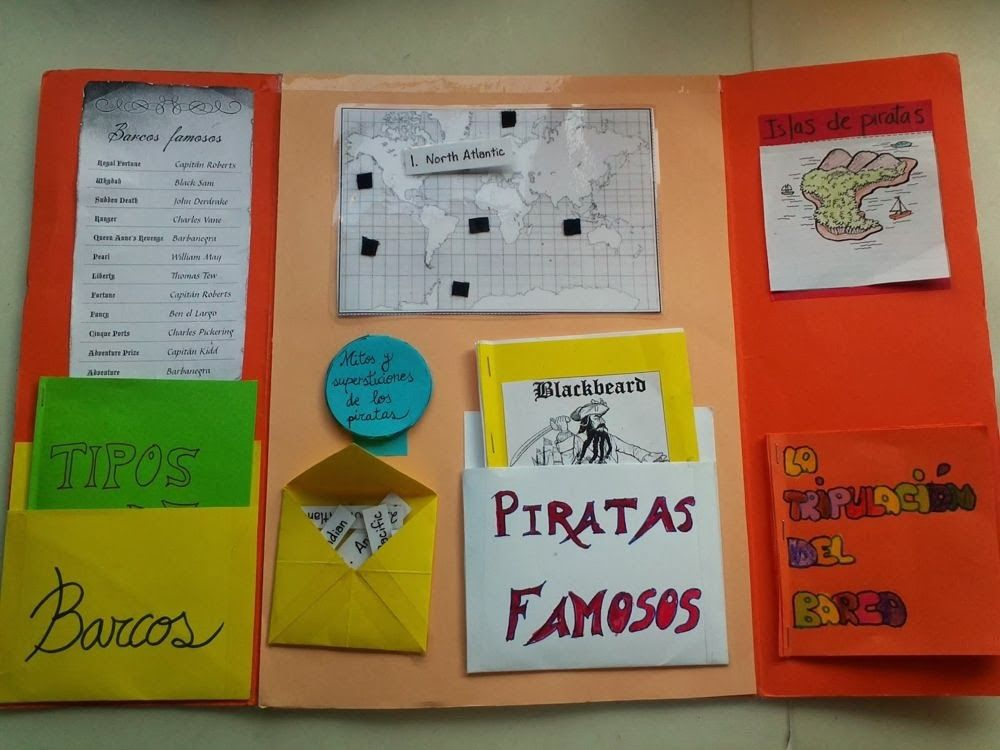 Barcos famosos
Royal Fortune Capitán Roberts
Whydah Black Sam
Sudden Death John Derdrake
Ranger Charles Vane
Queen Anne's Revenge Barbanegra
Pearl William May
Liberty Thomas Tew
Fortune Capitán Roberts
Fancy Ben el Largo
Cinque Ports Charles Pickering
Adventure Prize Capitán Kidd
Adventure Barbanegra
TIPOS
DE
Barcos
1. North Atlantic
Mitos y
supersticiones
de los
piratas
Indian
Blackbeard
PIRATAS
FAMOSOS
Islas de piratas
LA
TRIPULACIÓN
DEL
BARCO